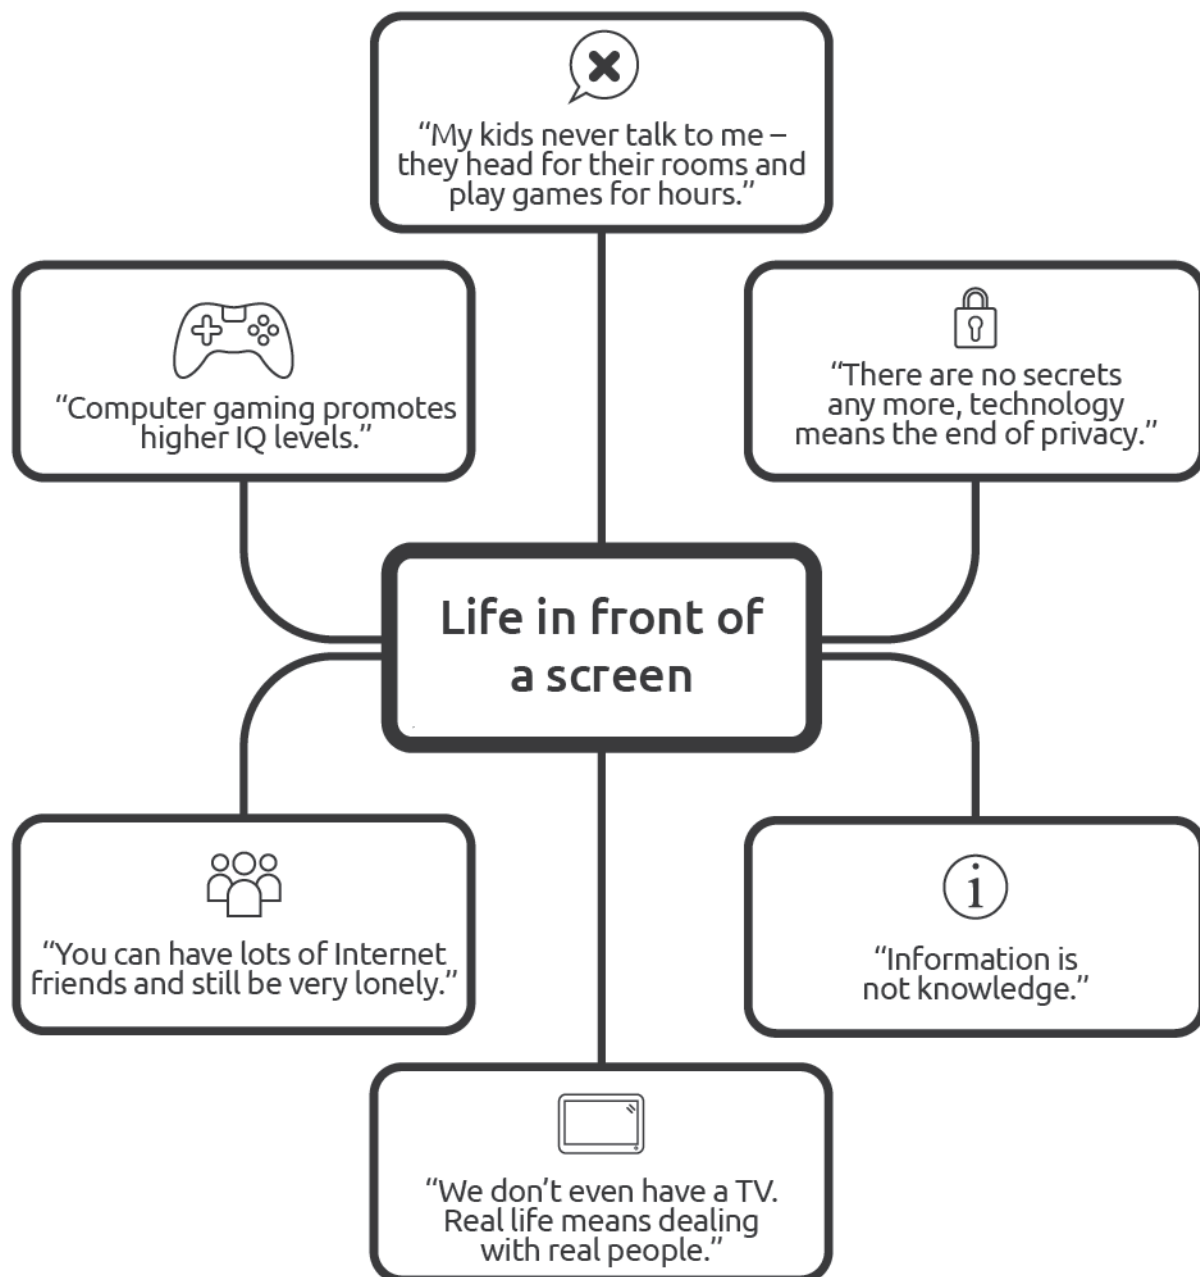 “My kids never talk to me –
they head for their rooms and
play games for hours.”
“Computer gaming promotes
higher IQ levels.”
“There are no secrets
any more, technology
means the end of privacy.”
Life in front of
a screen
“You can have lots of Internet
friends and still be very lonely.”
i
“Information is
not knowledge.”
“We don’t even have a TV.
Real life means dealing
with real people.”